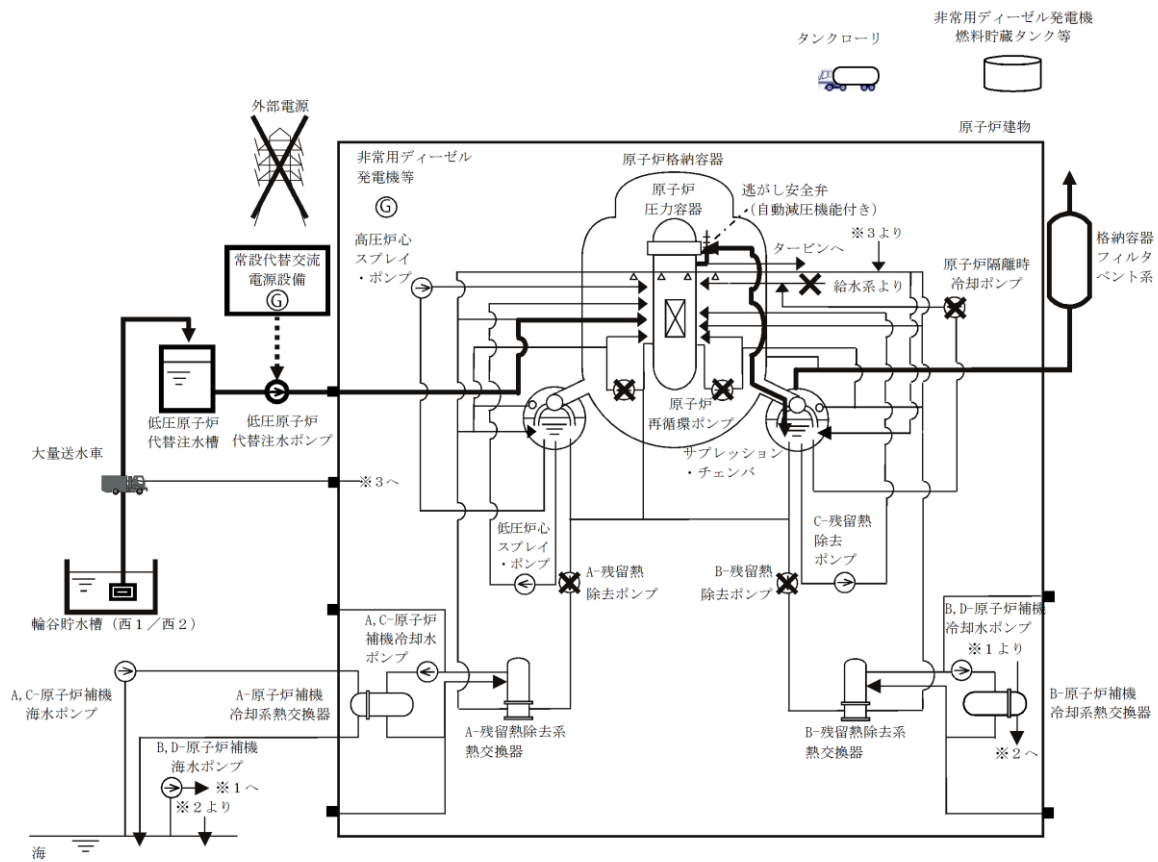 非常用ディーゼル発電機
燃料貯蔵タンク等
タンクローリ
外部電源
原子炉建物
非常用ディーゼル
発電機等
G
原子炉格納容器
原子炉
圧力容器
逃がし安全弁
(自動減圧機能付き)
高圧炉心
スプレイ
・ポンプ
タービンへ
※3より
給水系より
原子炉隔離時
冷却ポンプ
格納容器
フィルタ
ベント系
常設代替交流
電源設備
G
低圧原子炉
代替注水槽
低圧原子炉
代替注水ポンプ
原子炉
再循環ポンプ
サプレッション
・チェンバ
大量送水車
※3へ
低圧炉心
スプレイ
・ポンプ
A-残留熱
除去ポンプ
B-残留熱
除去ポンプ
C-残留熱
除去
ポンプ
輪谷貯水槽(西1/西2)
A,C-原子炉
補機冷却水
ポンプ
B,D-原子炉補機
冷却水ポンプ
※1より
A,C-原子炉補機
海水ポンプ
A-原子炉補機
冷却系熱交換器
B-原子炉補機
冷却系熱交換器
A-残留熱除去系
熱交換器
B-残留熱除去系
熱交換器
※2へ
B,D-原子炉補機
海水ポンプ
※1へ
※2より
海